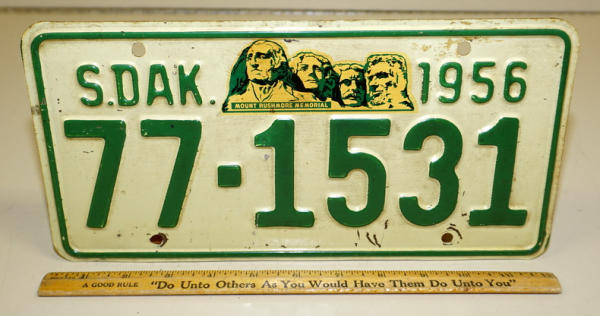 S.DAK. 1956
MOUNT RUSHMORE MEMORIAL
77-1531
A GOOD RULE "Do Unto Others As You Would Have Them Do Unto You"